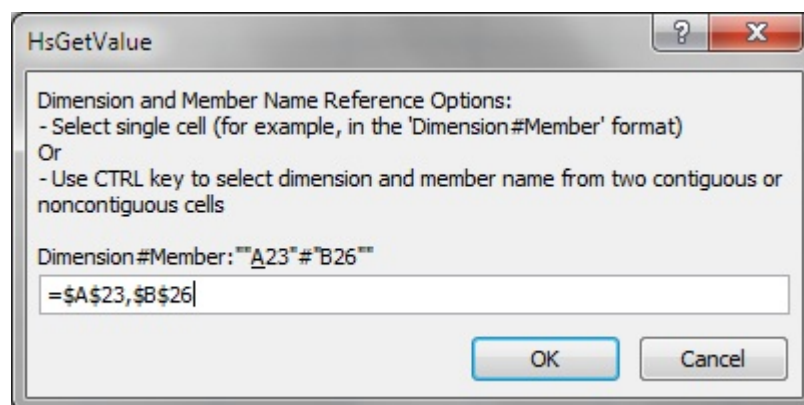 HsGetValue
Dimension and Member Name Reference Options:
- Select single cell (for example, in the 'Dimension#Member' format)
Or
- Use CTRL key to select dimension and member name from two contiguous or
noncontiguous cells
Dimension#Member:""A23"#"B26""
=$A$23,$B$26
OK Cancel